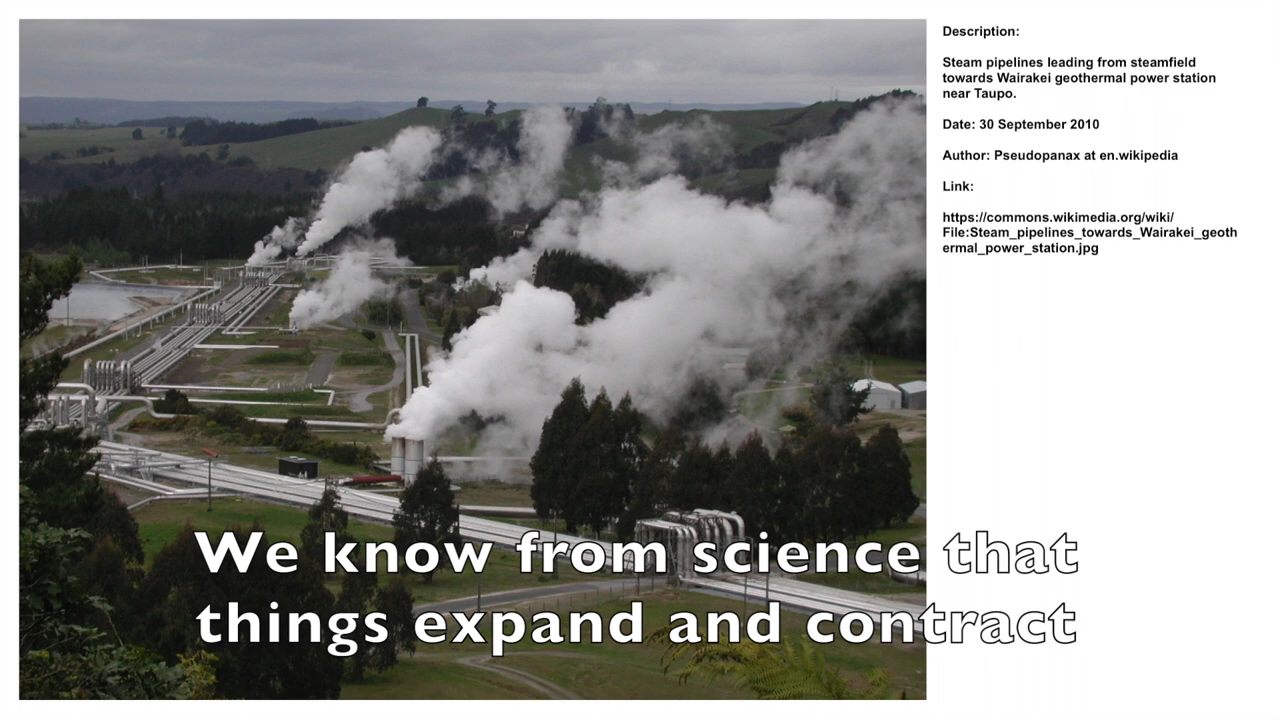 Description:
Steam pipelines leading from steamfield
towards Wairakei geothermal power station
near Taupo.
Date: 30 September 2010
Author: Pseudopanax at en.wikipedia
Link:
https://commons.wikimedia.org/wiki/
File:Steam_pipelines_towards_Wairakei_geoth
ermal_power_station.jpg
We know from science that
things expand and contract